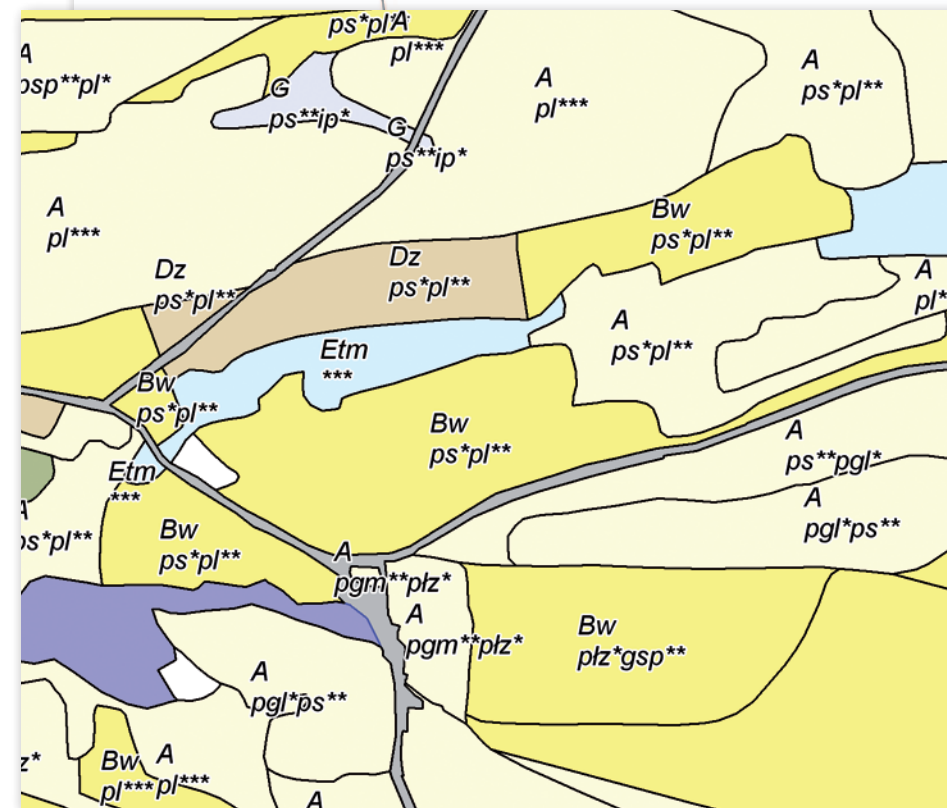 ps*pl*
A
pl***
A
osp**pl*
G
ps**ip*
G
ps**ip*
A
pl***
A
ps*pl**
A
pl***
Bw
ps*pl**
Dz
ps*pl**
Dz
ps*pl**
A
pl*
A
ps*pl**
Etm
***
Bw
ps*pl**
Bw
ps*pl**
A
ps**pgl*
Etm
***
A
pgl*ps**
A
ps*pl**
Bw
ps*pl**
A
pgm**płz*
A
pgm**płz*
Bw
płz*gsp**
A
pgl*ps**
z*
Bw
pl***
A
pl***
A